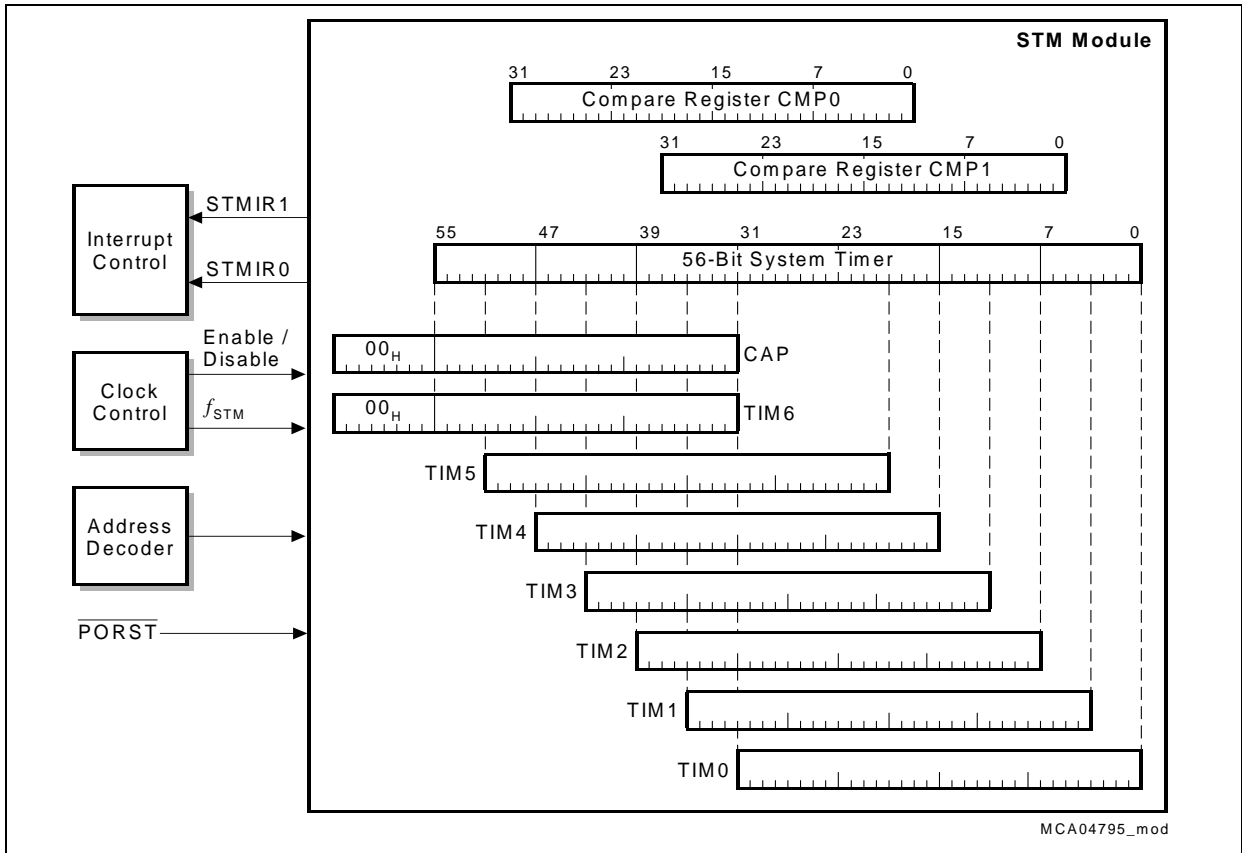 STM Module
31 23 15 7 0
Compare Register CMP0
31 23 15 7 0
Compare Register CMP1
STMIR1
Interrupt
Control
STMIR0
55 47 39 31 23 15 7 0
56-Bit System Timer
Enable /
Disable
Clock
Control
fSTM
00H
CAP
00H
TIM6
TIM5
Address
Decoder
TIM4
TIM3
PORST
TIM2
TIM1
TIM0
MCA04795_mod